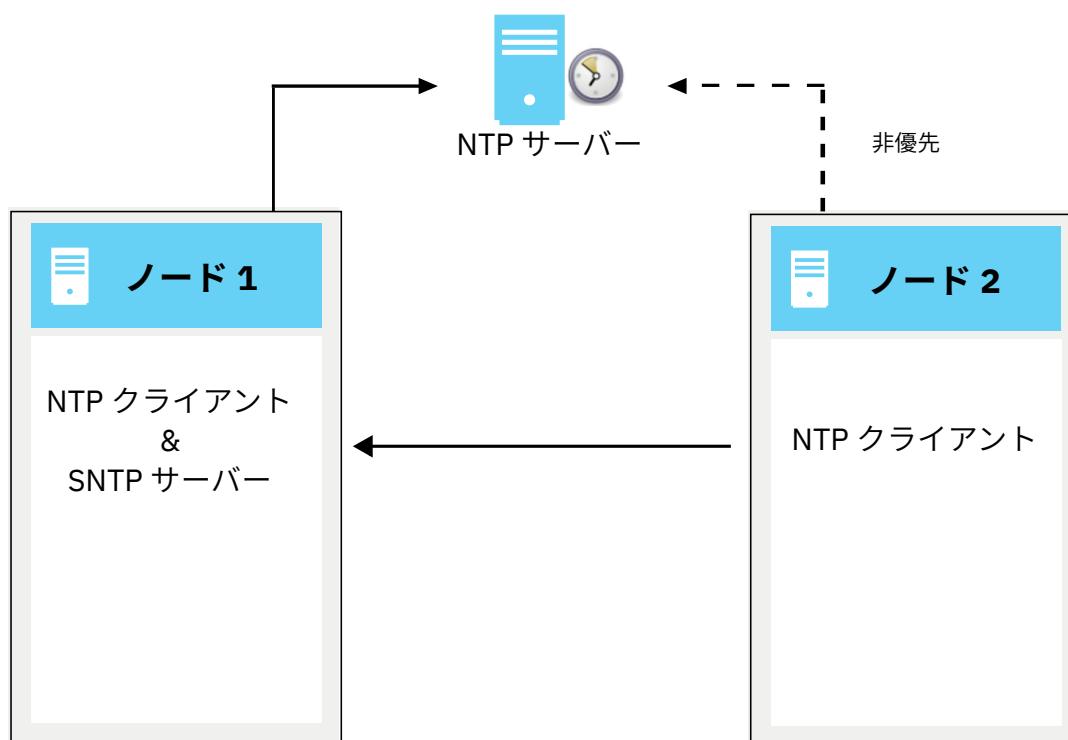 NTP サーバー
非優先
ノード 1
ノード 2
NTP クライアント
&
SNTP サーバー
NTP クライアント